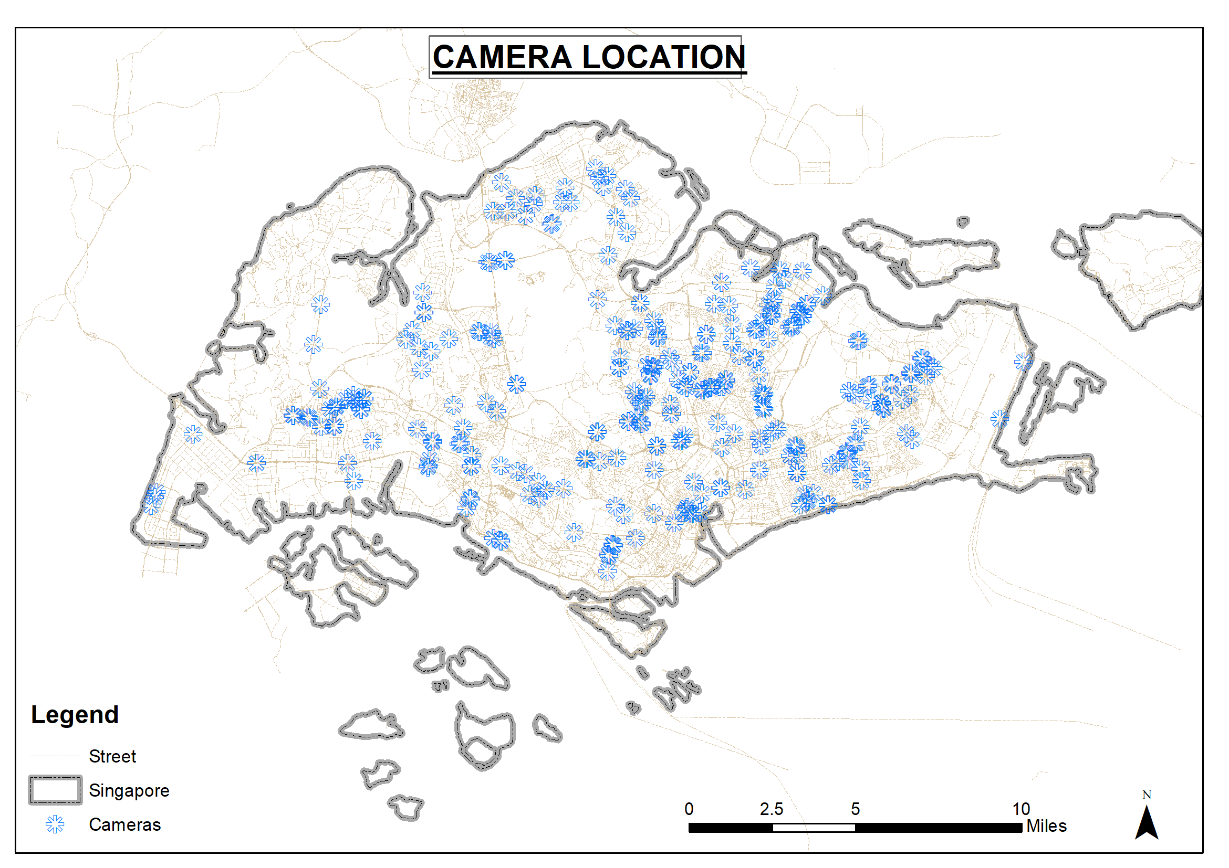 CAMERA LOCATION
Legend
Street
Singapore
Cameras
0 2.5 5 10
Miles
N